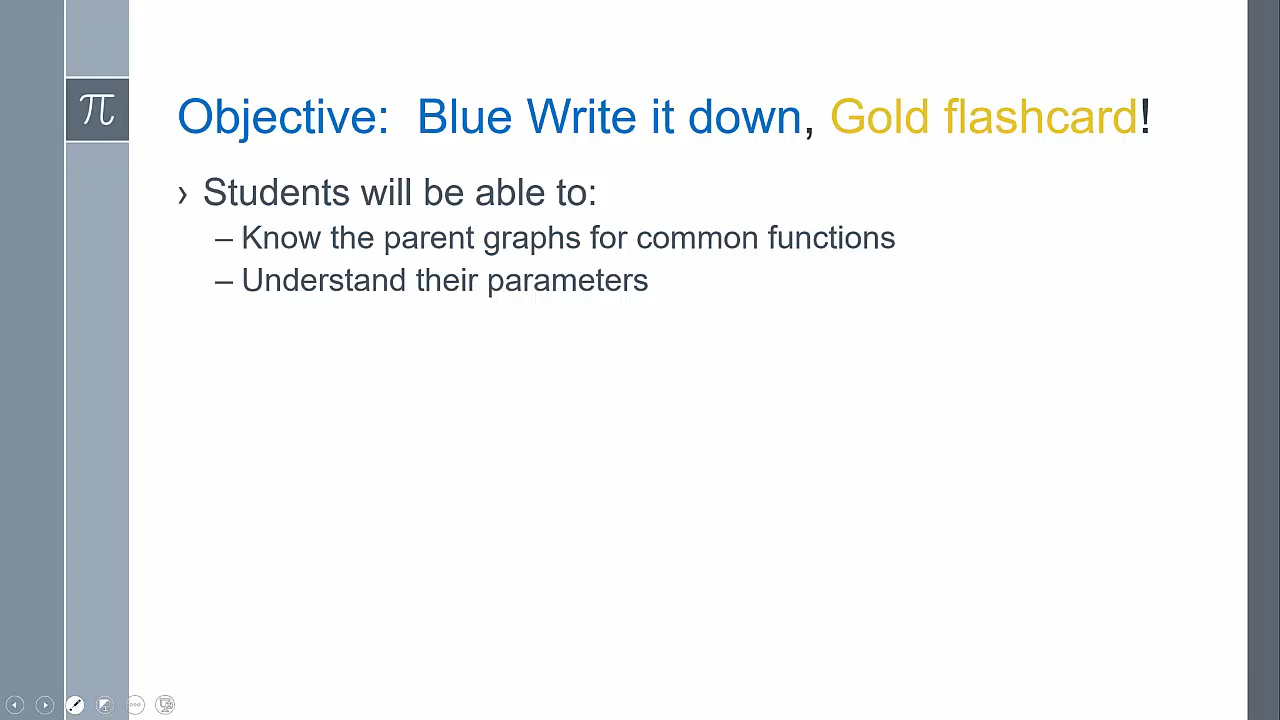 π
Objective:  Blue Write it down, Gold flashcard!
› Students will be able to:
– Know the parent graphs for common functions
– Understand their parameters